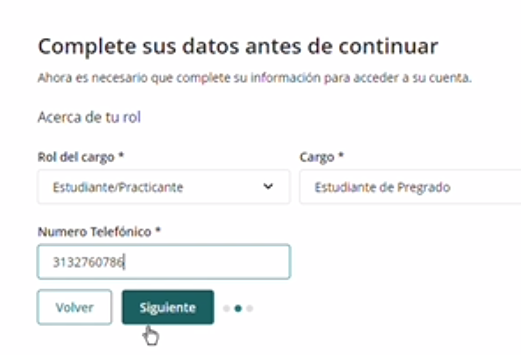 Complete sus datos antes de continuar
Ahora es necesario que complete su información para acceder a su cuenta.
Acerca de tu rol
Rol del cargo * Cargo *
Estudiante/Practicante Estudiante de Pregrado
Numero Telefónico *
3132760786
Volver Siguiente